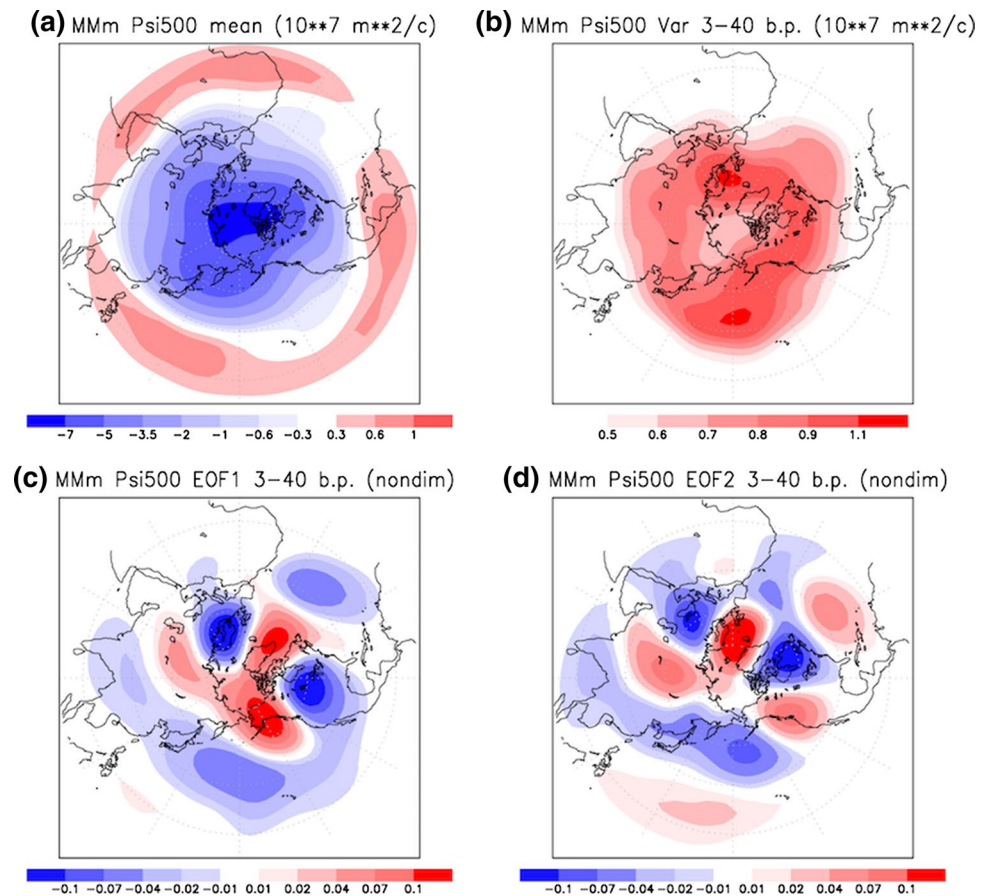 (a) MMm Psi500 mean (10**7 m**2/c)
(b) MMm Psi500 Var 3-40 b.p. (10**7 m**2/c)
-7 -5 -3.5 -2 -1 -0.6 -0.3 0.3 0.6 1
0.5 0.6 0.7 0.8 0.9 1.1
(c) MMm Psi500 EOF1 3-40 b.p. (nondim)
(d) MMm Psi500 EOF2 3-40 b.p. (nondim)
-0.1 -0.07 -0.04 -0.02 -0.01 0.01 0.02 0.04 0.07 0.1
-0.1 -0.07 -0.04 -0.02 -0.01 0.01 0.02 0.04 0.07 0.1